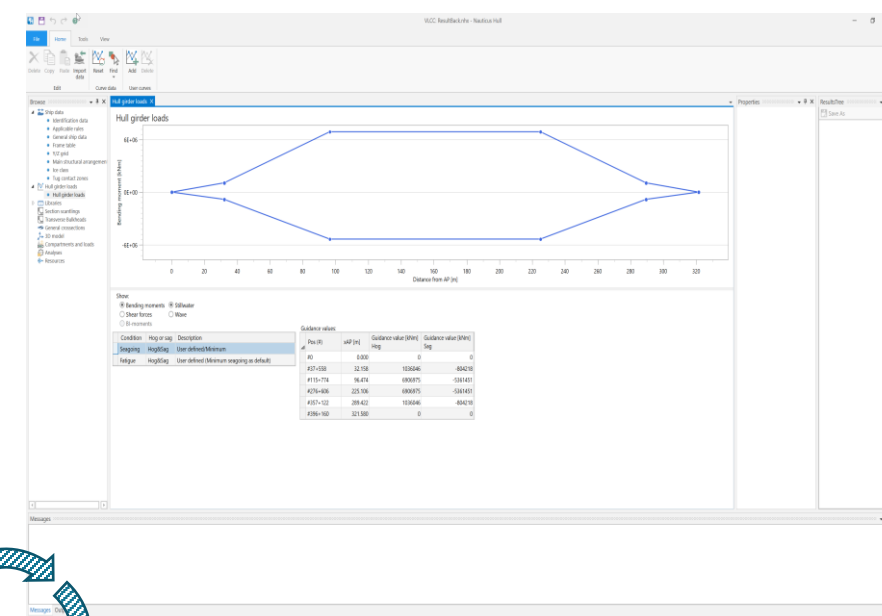 VLCC: ResultBack.nho - Nauticus Hull
File Home Tools View
Delete Copy Paste Import data Reset Find Add Delete
Edit Curve data User curves
Browser
Hull girder loads
Properties
ResultsTree
Save As
Ship data
Identification data
Applicable rules
General ship data
Frame table
Y/Z grid
Main structural arrangement
Ice class
Tug contact zones
Hull girder loads
Hull girder loads
Libraries
Section scantlings
Transverse Bulkheads
General connections
3D model
Compartments and loads
Analyses
Resources
Hull girder loads
Bending moment (kNm)
6E+06
0E+00
-6E+06
0 20 40 60 80 100 120 140 160 180 200 220 240 260 280 300 320
Distance from AP [m]
Show:
Bending moments Stillwater
Shear forces Wave
Bi-moments
Condition Hog or sag Description
Seagoing Hog&Sag User defined/Minimum
Fatigue Hog&Sag User defined (Minimum seagoing as default)
Guidance values
Pos (#) xAP [m] Guidance value [kNm] Hog Guidance value [kNm] Sag
#0 0.000 0 0
#37+558 32.158 1036046 -804218
#115+774 96.474 6906975 -5361451
#276+606 225.106 6906975 -5361451
#357+122 289.422 1036046 -804218
#396+160 321.580 0 0
Messages
Messages